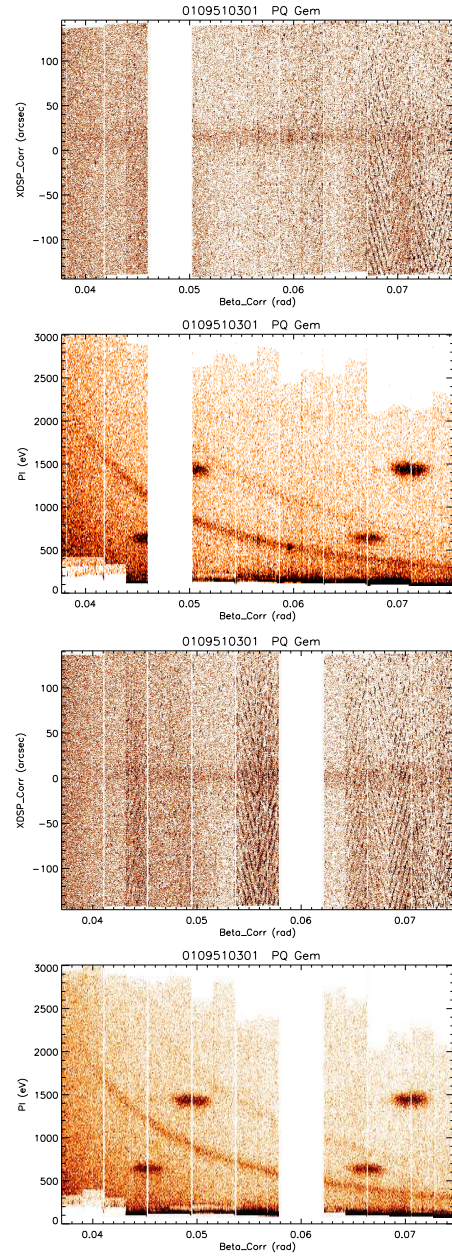 0109510301 PQ Gem
XDSP_Corr (arcsec)
100
50
0
-50
-100
0.04 0.05 0.06 0.07
Beta_Corr (rad)
0109510301 PQ Gem
PI (eV)
3000
2500
2000
1500
1000
500
0
0.04 0.05 0.06 0.07
Beta_Corr (rad)
0109510301 PQ Gem
XDSP_Corr (arcsec)
100
50
0
-50
-100
0.04 0.05 0.06 0.07
Beta_Corr (rad)
0109510301 PQ Gem
PI (eV)
3000
2500
2000
1500
1000
500
0
0.04 0.05 0.06 0.07
Beta_Corr (rad)